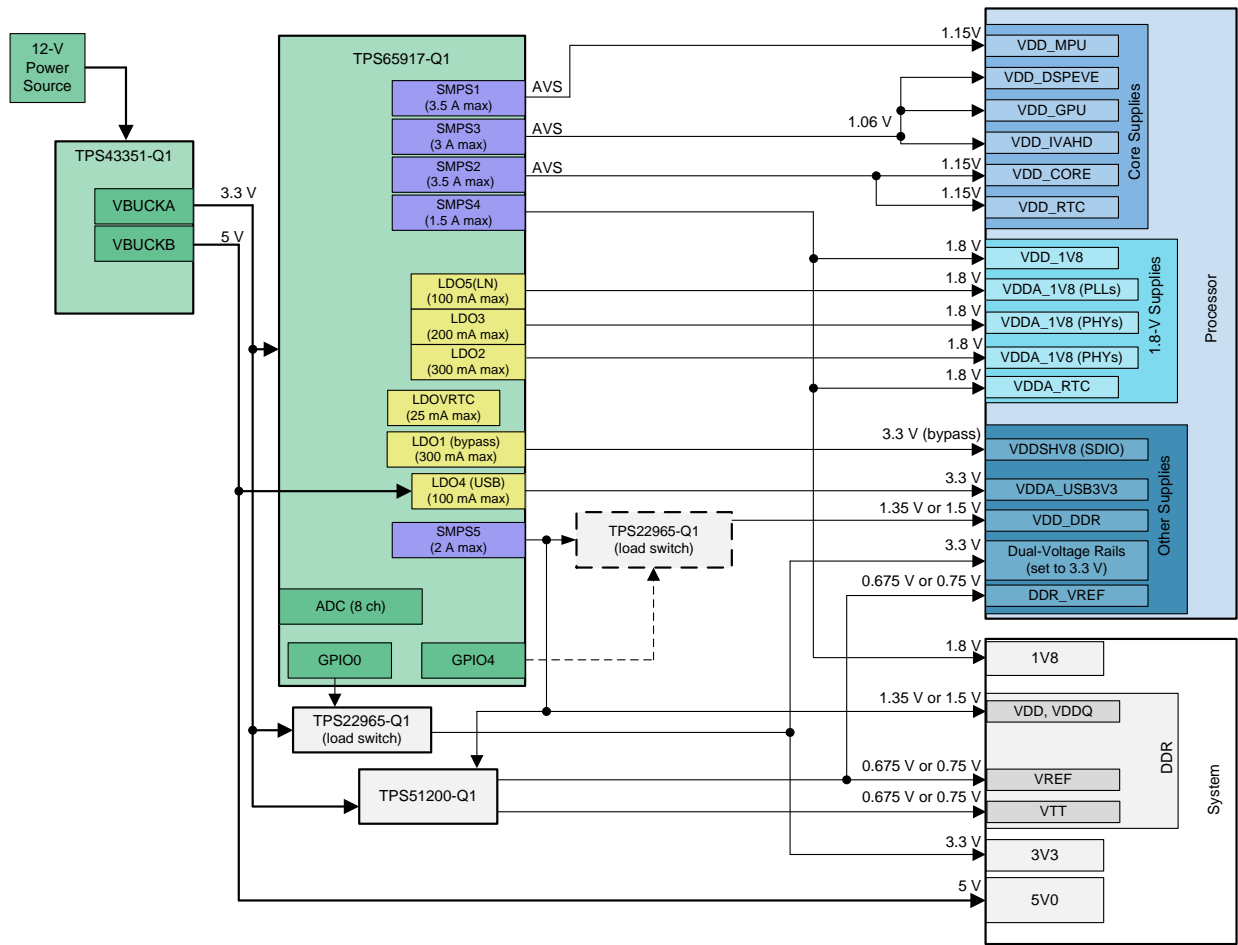 12-V
Power
Source
TPS43351-Q1
VBUCKA
VBUCKB
3.3 V
5 V
TPS65917-Q1
SMPS1
(3.5 A max)
SMPS3
(3 A max)
SMPS2
(3.5 A max)
SMPS4
(1.5 A max)
LDO5(LN)
(100 mA max)
LDO3
(200 mA max)
LDO2
(300 mA max)
LDOVRTC
(25 mA max)
LDO1 (bypass)
(300 mA max)
LDO4 (USB)
(100 mA max)
SMPS5
(2 A max)
ADC (8 ch)
GPIO0
GPIO4
AVS
AVS
AVS
TPS22965-Q1
(load switch)
TPS22965-Q1
(load switch)
TPS51200-Q1
1.15V
1.06 V
1.15V
1.15V
1.8 V
1.8 V
1.8 V
1.8 V
1.8 V
3.3 V (bypass)
3.3 V
1.35 V or 1.5 V
3.3 V
0.675 V or 0.75 V
1.8 V
1.35 V or 1.5 V
0.675 V or 0.75 V
0.675 V or 0.75 V
3.3 V
5 V
VDD_MPU
VDD_DSPEVE
VDD_GPU
VDD_IVAHD
VDD_CORE
VDD_RTC
Core Supplies
VDD_1V8
VDDA_1V8 (PLLs)
VDDA_1V8 (PHYs)
VDDA_1V8 (PHYs)
VDDA_RTC
1.8-V Supplies
VDDSHV8 (SDIO)
VDDA_USB3V3
VDD_DDR
Dual-Voltage Rails
(set to 3.3 V)
DDR_VREF
Other Supplies
Processor
1V8
VDD, VDDQ
VREF
VTT
DDR
3V3
5V0
System